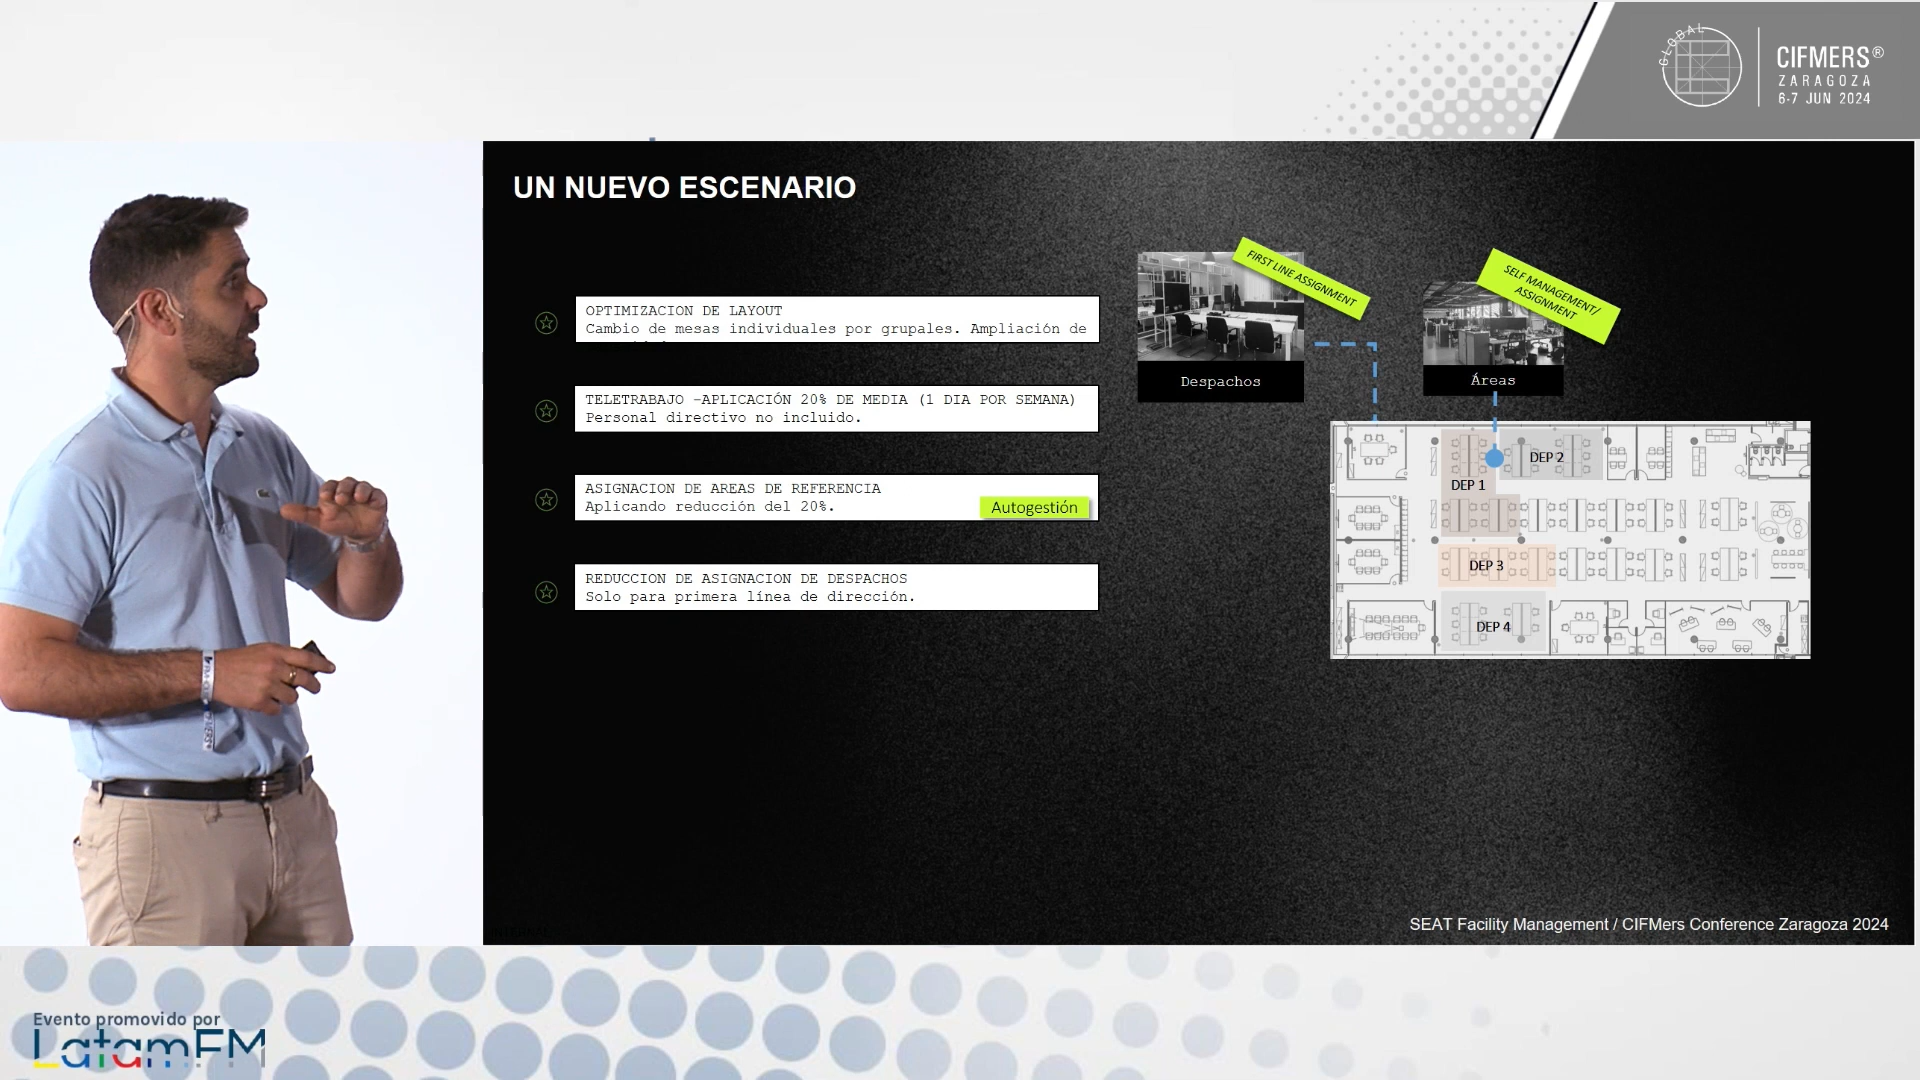 GLOBAL
CIFMERS®
ZARAGOZA
6-7 JUN 2024
UN NUEVO ESCENARIO
OPTIMIZACION DE LAYOUT
Cambio de mesas individuales por grupales. Ampliación de
TELETRABAJO -APLICACIÓN 20% DE MEDIA (1 DIA POR SEMANA)
Personal directivo no incluido.
ASIGNACION DE AREAS DE REFERENCIA
Aplicando reducción del 20%.
Autogestión
REDUCCION DE ASIGNACION DE DESPACHOS
Solo para primera línea de dirección.
FIRST LINE ASSIGNMENT
Despachos
SELF MANAGEMENT/
ASSIGNMENT
Áreas
DEP 2
DEP 1
DEP 3
DEP 4
INTERNAL
SEAT Facility Management / CIFMers Conference Zaragoza 2024
Evento promovido por
LatamFM